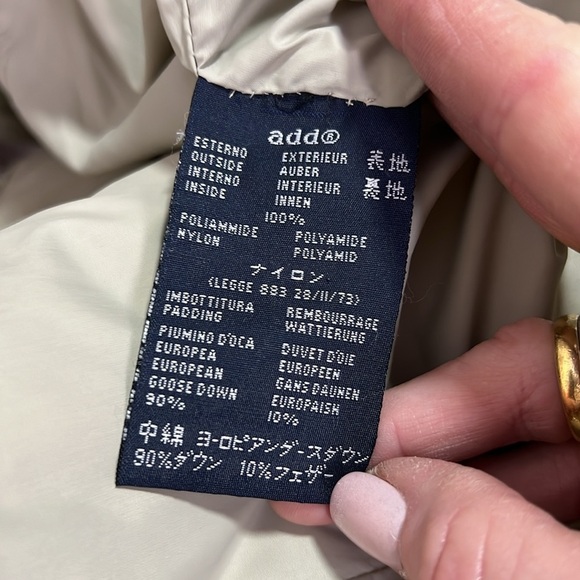 add®
ESTERNO EXTERIEUR 表地
OUTSIDE AUBER
INTERNO INTERIEUR 裏地
INSIDE INNEN
100%
POLIAMMIDE POLYAMIDE
NYLON POLYAMID
ナイロン
(LEGGE 883 28/11/73)
IMBOTTITURA REMBOURRAGE
PADDING WATTIERUNG
PIUMINO D'OCA DUVET D'OIE
EUROPEA EUROPEEN
EUROPEAN GANS DAUNEN
GOOSE DOWN EUROPAISH
90% 10%
中綿 ヨーロピアングースダウン
90%ダウン 10%フェザー